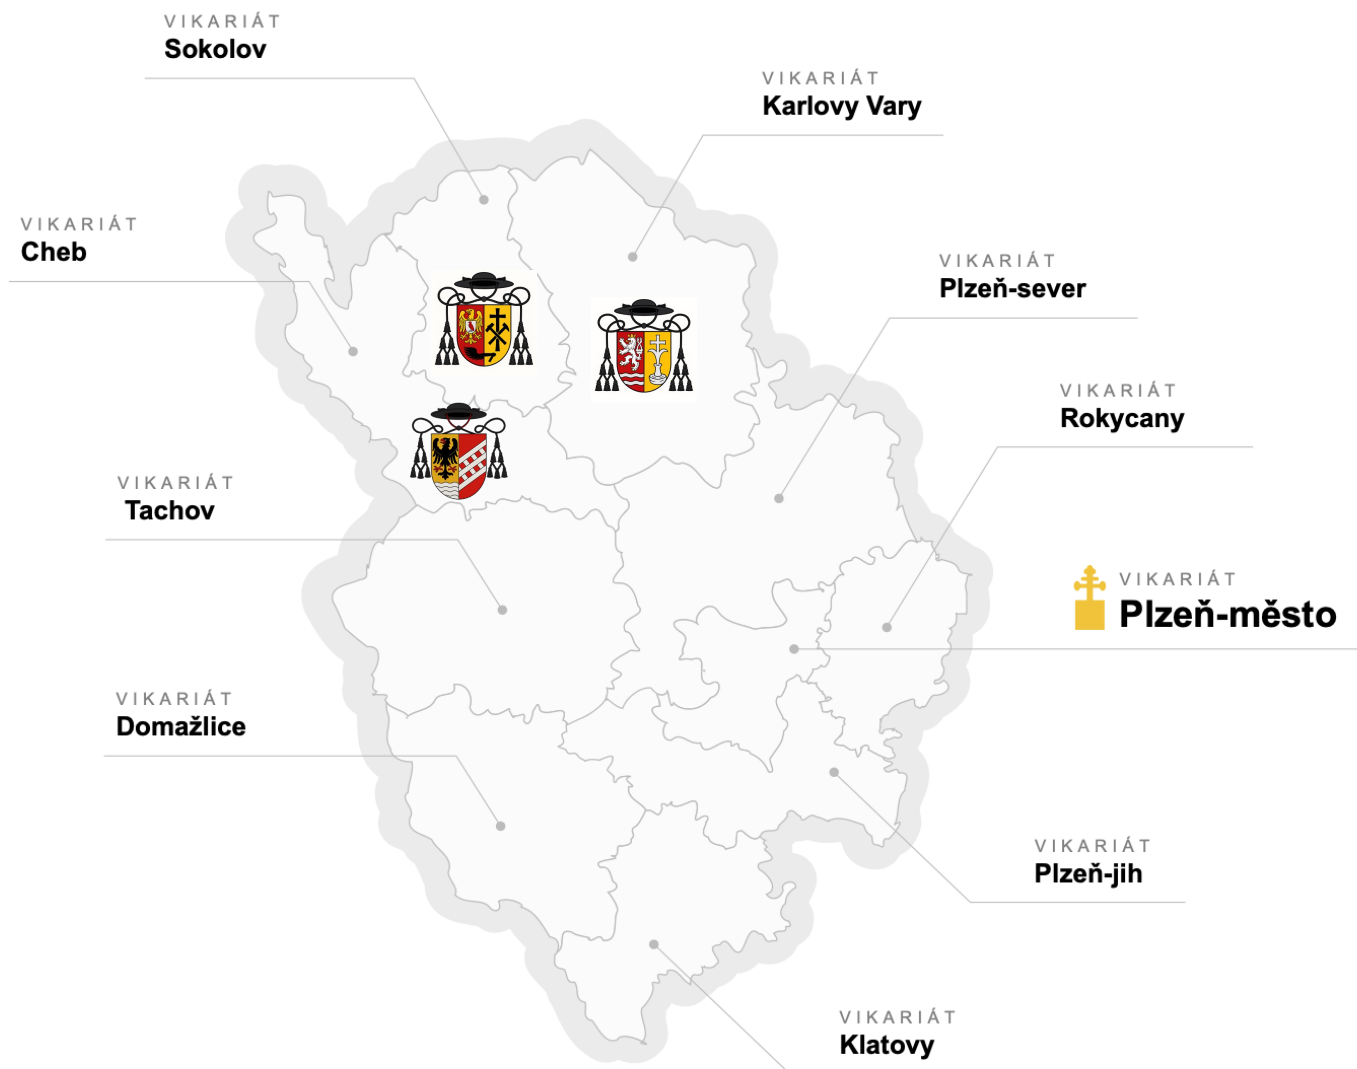 VIKARIÁT
Sokolov
VIKARIÁT
Karlovy Vary
VIKARIÁT
Cheb
VIKARIÁT
Plzeň-sever
VIKARIÁT
Rokycany
VIKARIÁT
Tachov
VIKARIÁT
Plzeň-město
VIKARIÁT
Domažlice
VIKARIÁT
Plzeň-jih
VIKARIÁT
Klatovy